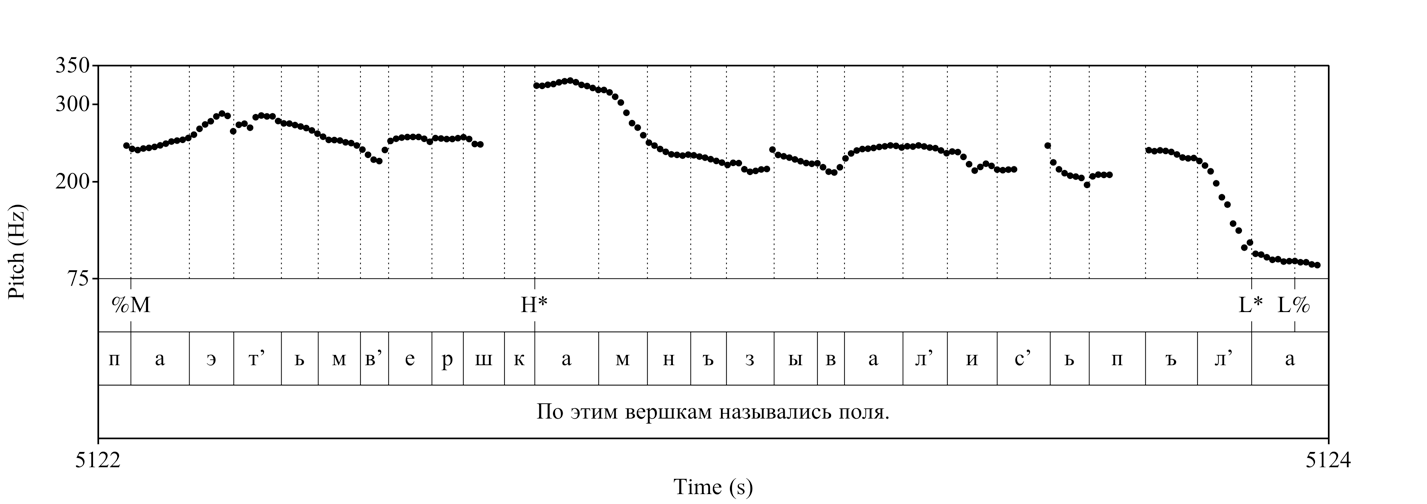 350
300
200
75
Pitch (Hz)
%M H* L* L%
п а э т’ ь м в’ е р ш к а м н ъ з ы в а л’ и с’ ь п ъ л’ а
По этим вершкам назывались поля.
5122 5124
Time (s)